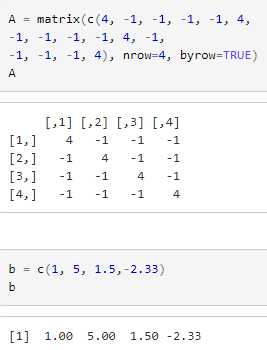 A = matrix(c(4, -1, -1, -1, -1, 4,
-1, -1, -1, -1, 4, -1,
-1, -1, -1, 4), nrow=4, byrow=TRUE)
A
[,1] [,2] [,3] [,4]
[1,] 4 -1 -1 -1
[2,] -1 4 -1 -1
[3,] -1 -1 4 -1
[4,] -1 -1 -1 4
b = c(1, 5, 1.5,-2.33)
b
[1] 1.00 5.00 1.50 -2.33